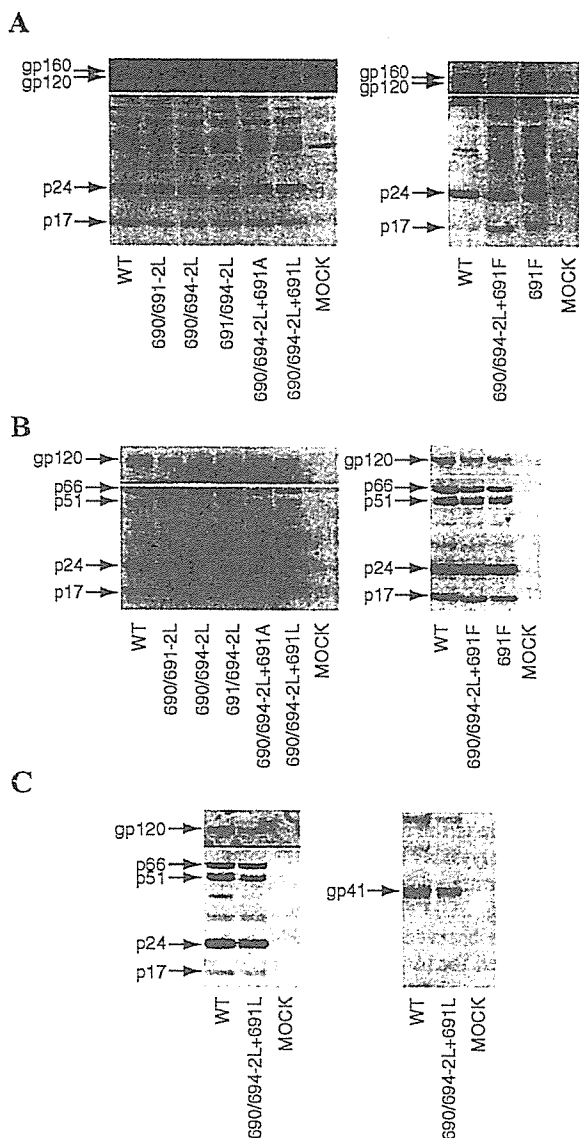 A
gp160
gp120
p24
p17
WT
690/691-2L
690/694-2L
691/694-2L
690/694-2L+691A
690/694-2L+691L
MOCK
gp160
gp120
p24
p17
WT
690/694-2L+691F
691F
MOCK
B
gp120
p66
p51
p24
p17
WT
690/691-2L
690/694-2L
691/694-2L
690/694-2L+691A
690/694-2L+691L
MOCK
gp120
p66
p51
p24
p17
WT
690/694-2L+691F
691F
MOCK
C
gp120
p66
p51
p24
p17
WT
690/694-2L+691L
MOCK
gp41
WT
690/694-2L+691L
MOCK